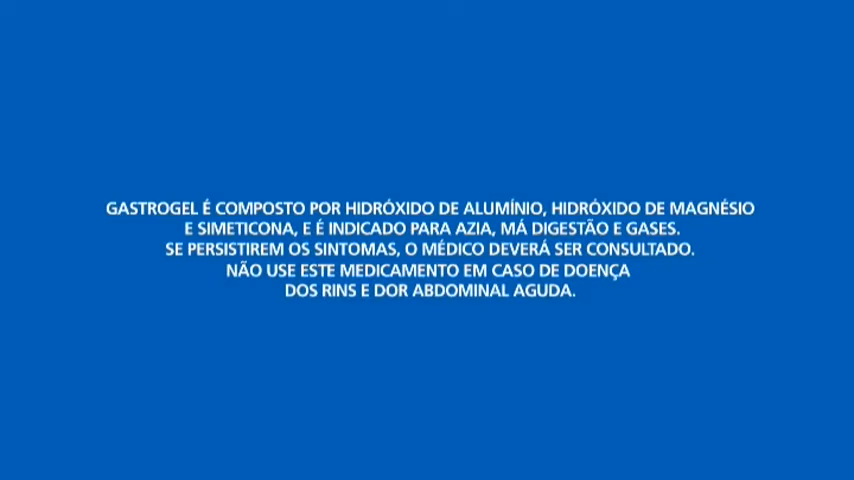 GASTROGEL É COMPOSTO POR HIDRÓXIDO DE ALUMÍNIO, HIDRÓXIDO DE MAGNÉSIO
E SIMETICONA, E É INDICADO PARA AZIA, MÁ DIGESTÃO E GASES.
SE PERSISTIREM OS SINTOMAS, O MÉDICO DEVERÁ SER CONSULTADO.
NÃO USE ESTE MEDICAMENTO EM CASO DE DOENÇA
DOS RINS E DOR ABDOMINAL AGUDA.